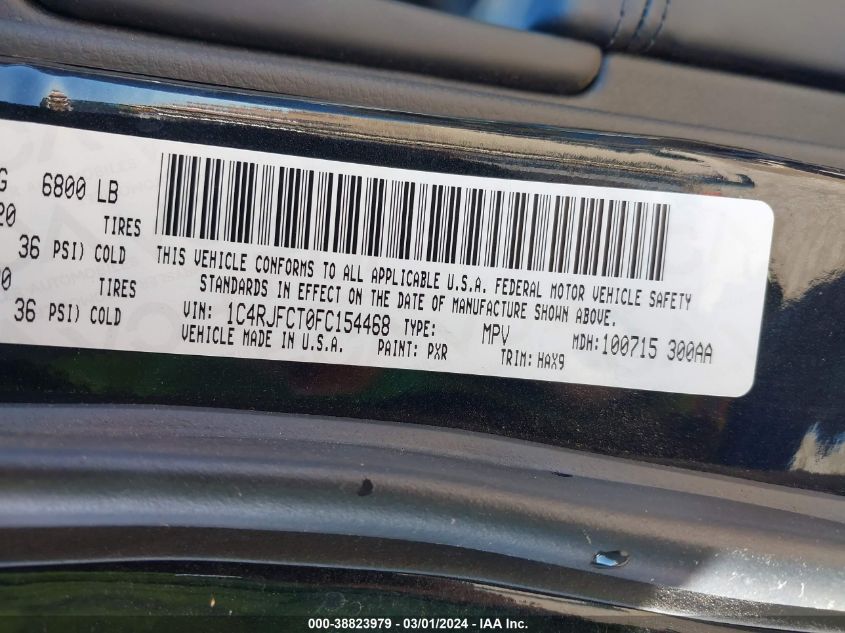 G 6800 LB
20 TIRES
36 PSI) COLD
00 TIRES
36 PSI) COLD
THIS VEHICLE CONFORMS TO ALL APPLICABLE U.S.A. FEDERAL MOTOR VEHICLE SAFETY
STANDARDS IN EFFECT ON THE DATE OF MANUFACTURE SHOWN ABOVE.
VIN: 1C4RJFCT0FC154468 TYPE: MPV MDH:100715 300AA
VEHICLE MADE IN U.S.A. PAINT: PXR TRIM: HAX9
000-38823979 - 03/01/2024 - IAA Inc.